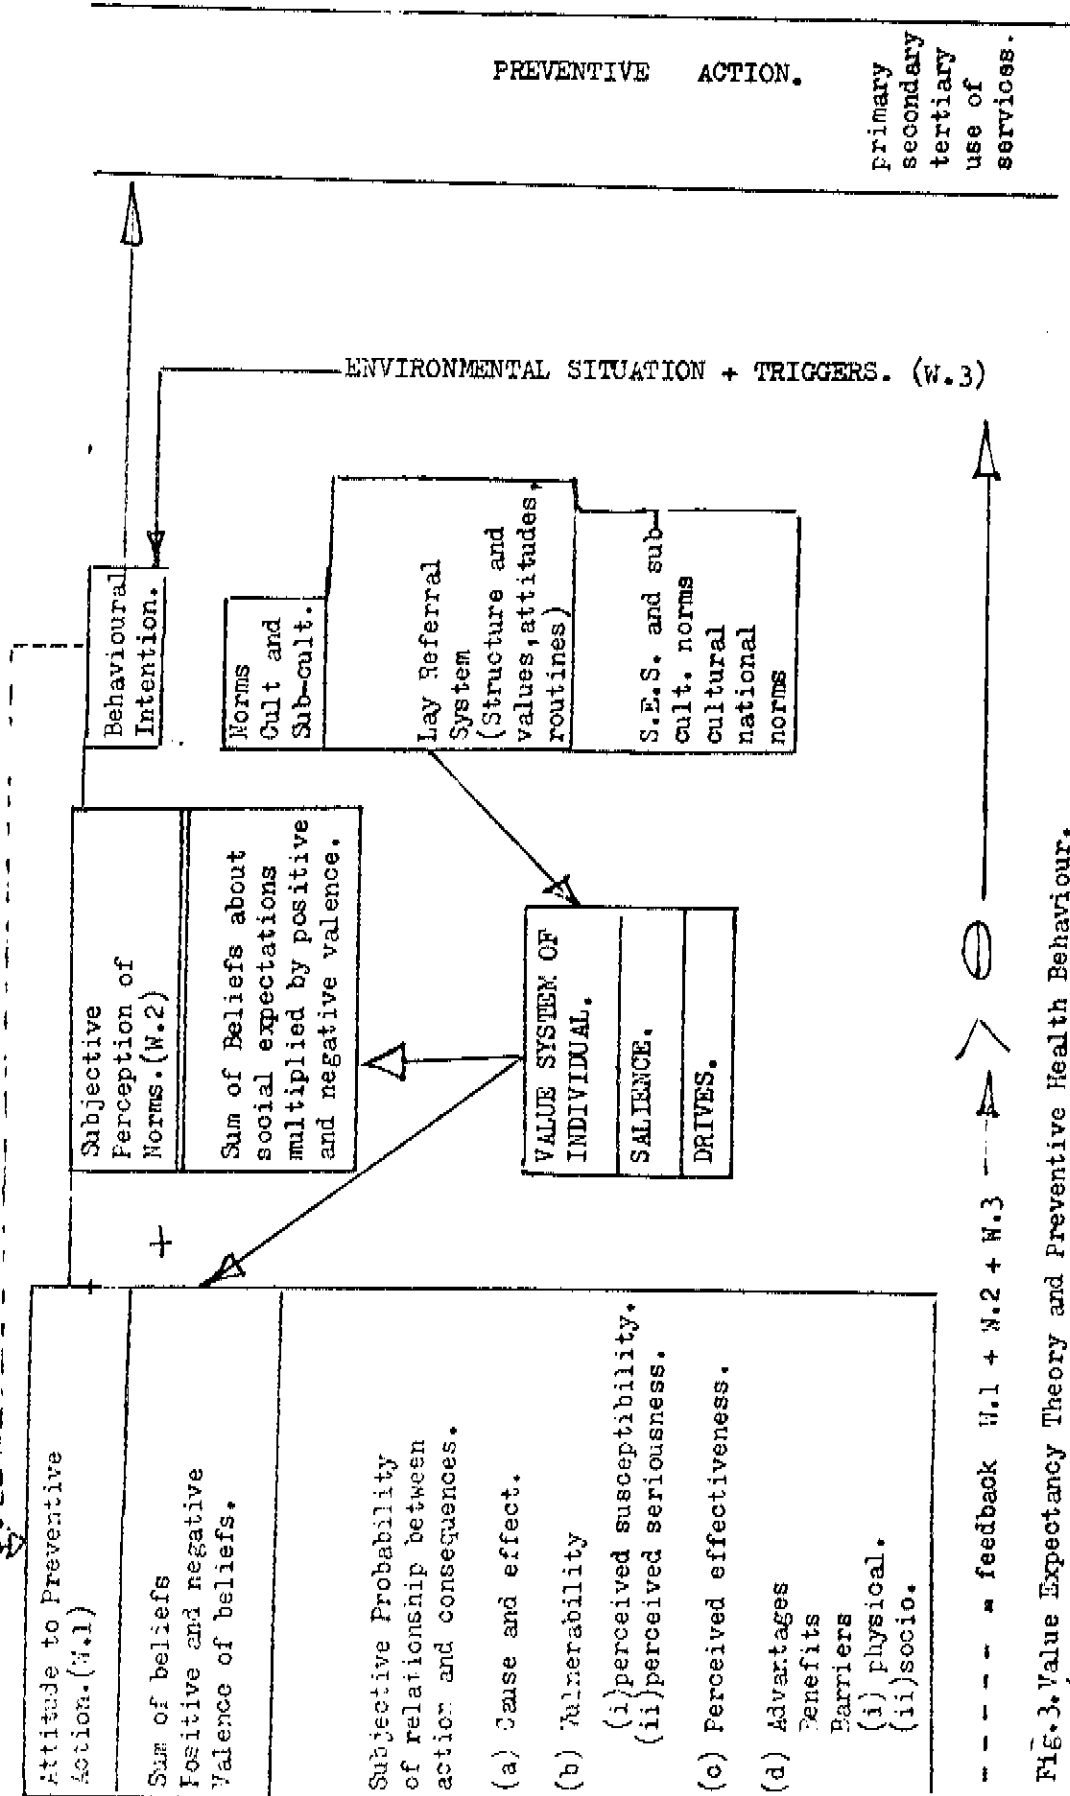 Attitude to Preventive
Action.(W.1)
Sum of beliefs
Positive and negative
Valence of beliefs.
Subjective Probability
of relationship between
action and consequences.
(a) Cause and effect.
(b) Vulnerability
(i)perceived susceptibility.
(ii)perceived seriousness.
(c) Perceived effectiveness.
(d) Advantages
Benefits
Barriers
(i) physical.
(ii)socio.
+
Subjective
Perception of
Norms.(W.2)
Sum of Beliefs about
social expectations
multiplied by positive
and negative valence.
VALUE SYSTEM OF
INDIVIDUAL.
SALIENCE.
DRIVES.
Behavioural
Intention.
Norms
Cult and
Sub-cult.
Lay Referral
System
(Structure and
values,attitudes,
routines)
S.E.S. and sub
cult. norms
cultural
national
norms
ENVIRONMENTAL SITUATION + TRIGGERS. (W.3)
PREVENTIVE ACTION.
primary
secondary
tertiary
use of
services.
- - - - - = feedback W.1 + W.2 + W.3 > 0
Fig.3.Value Expectancy Theory and Preventive Health Behaviour.